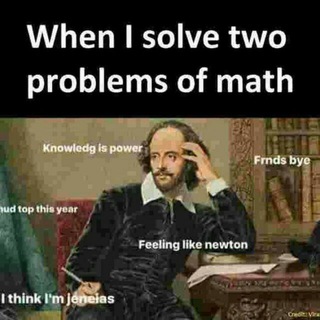 When I solve two
problems of math
Knowledg is power
Frnds bye
top this year
Feeling like newton
I think I'm jeneias
Credit: